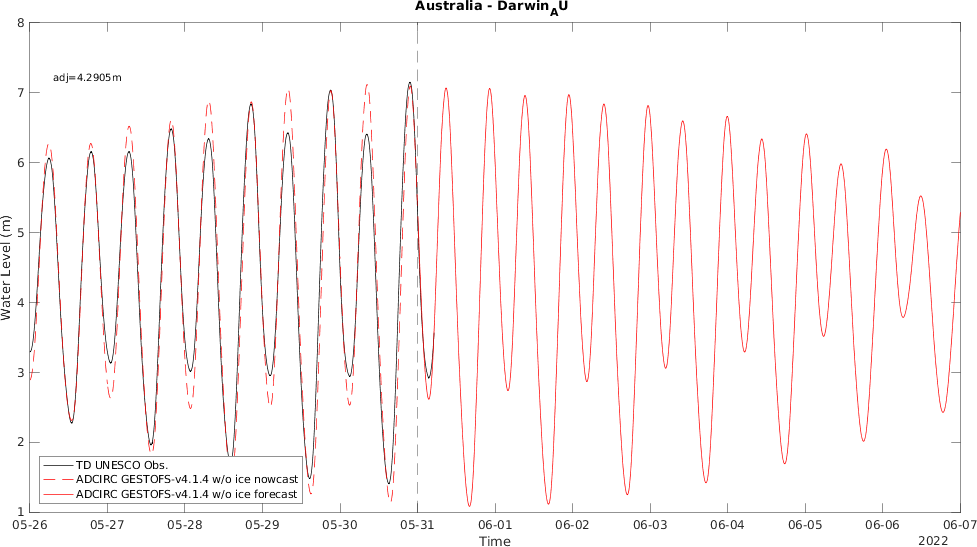 Australia - Darwin_AU
8
adj=4.2905m
7
6
5
4
3
2
1
Water Level (m)
TD UNESCO Obs.
ADCIRC GESTOFS-v4.1.4 w/o ice nowcast
ADCIRC GESTOFS-v4.1.4 w/o ice forecast
05-26 05-27 05-28 05-29 05-30 05-31 06-01 06-02 06-03 06-04 06-05 06-06 06-07
Time
2022